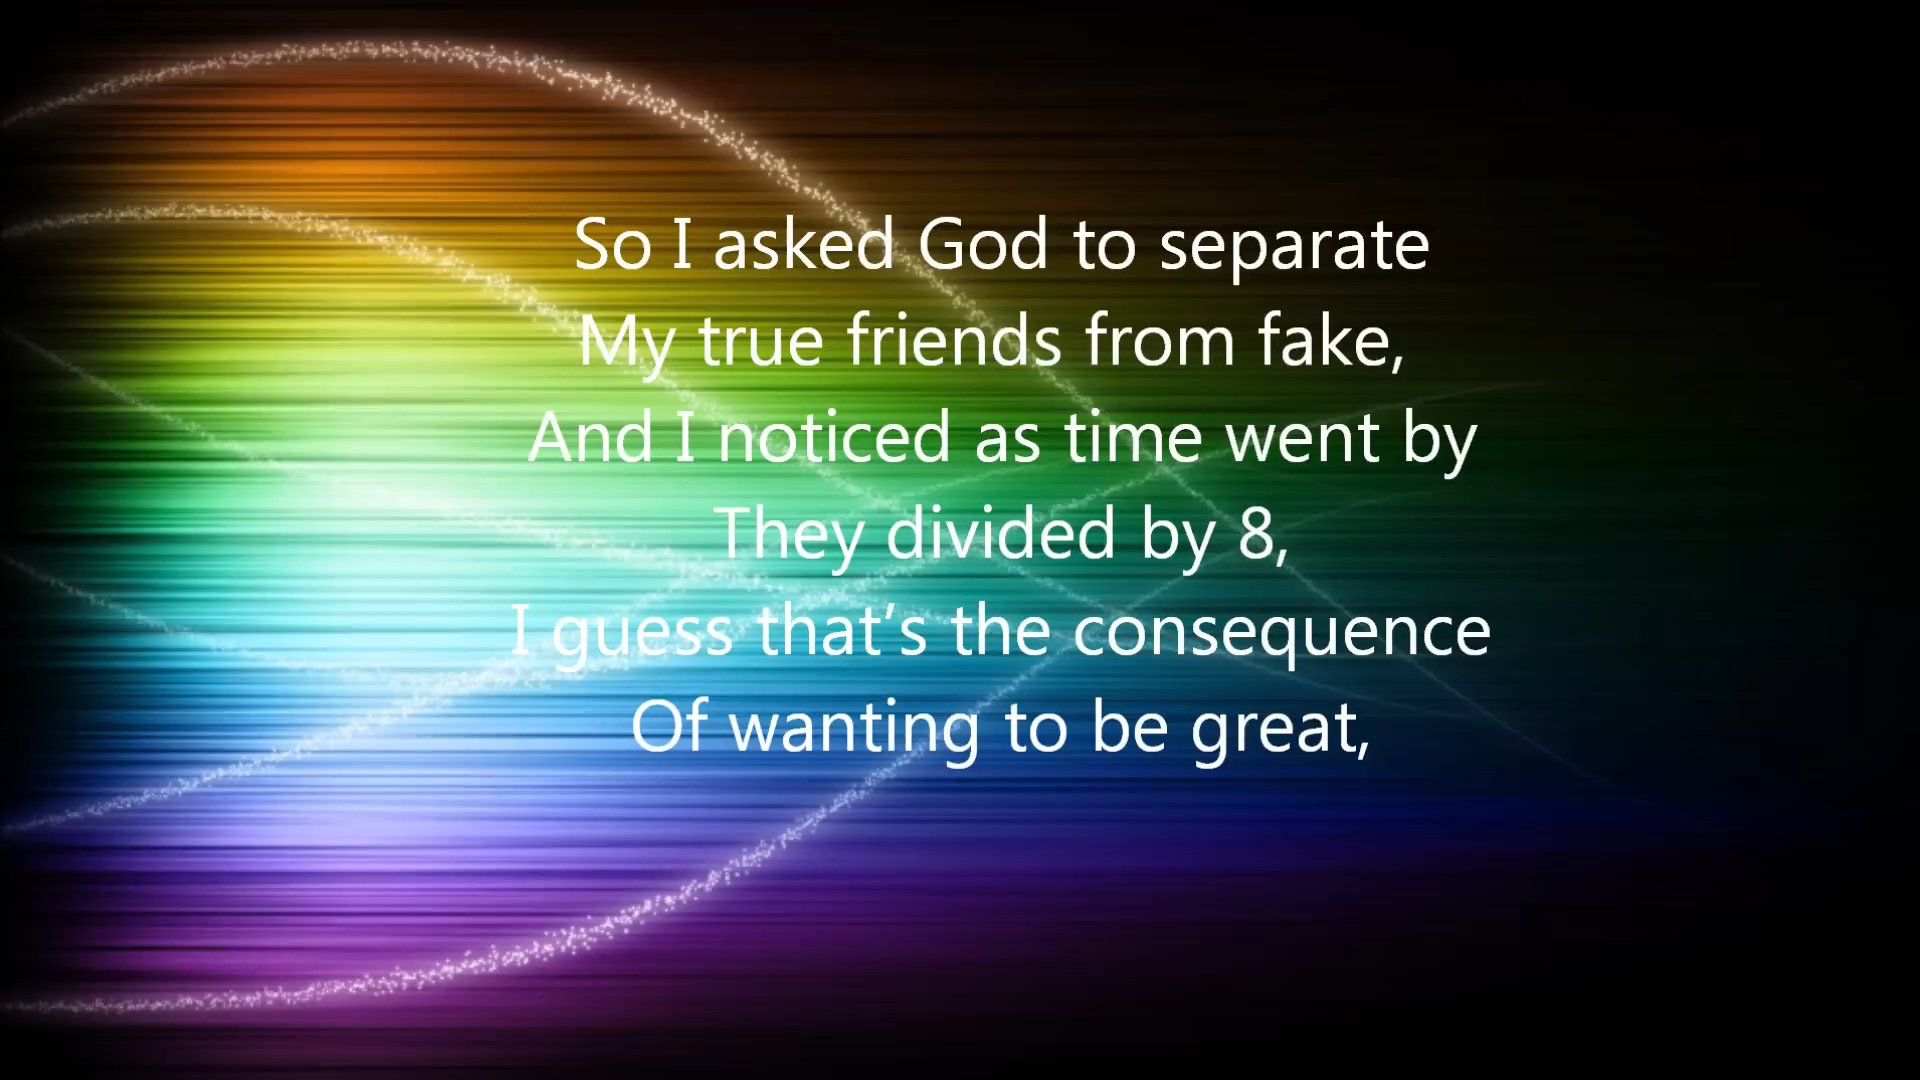 So I asked God to separate
My true friends from fake,
And I noticed as time went by
They divided by 8,
I guess that’s the consequence
Of wanting to be great,